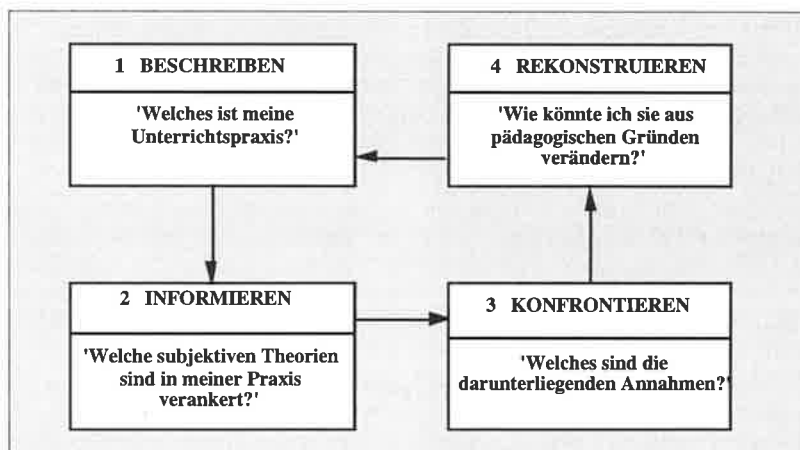 1 BESCHREIBEN
'Welches ist meine
Unterrichtspraxis?'
2 INFORMIEREN
'Welche subjektiven Theorien
sind in meiner Praxis
verankert?'
3 KONFRONTIEREN
'Welches sind die
darunterliegenden Annahmen?'
4 REKONSTRUIEREN
'Wie könnte ich sie aus
pädagogischen Gründen
verändern?'